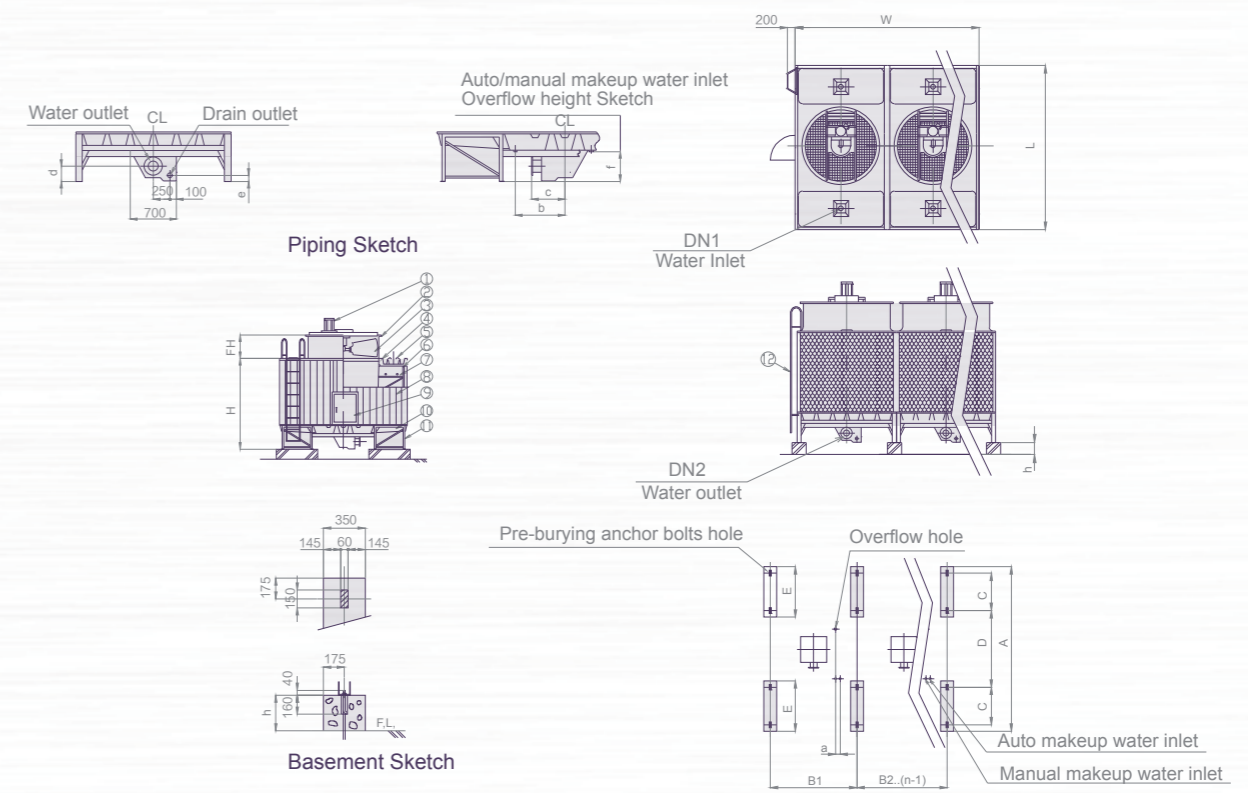 200
W
L
DN1
Water Inlet
Water outlet
CL
Drain outlet
d
e
250
100
700
Auto/manual makeup water inlet
Overflow height Sketch
CL
f
c
b
Piping Sketch
①
②
③
④
⑤
⑥
⑦
⑧
⑨
⑩
⑪
FH
H
⑫
h
DN2
Water outlet
350
145
60
145
175
150
175
40
160
h
F,L,
Basement Sketch
Pre-burying anchor bolts hole
Overflow hole
E
C
D
A
E
C
a
B1
B2..(n-1)
Auto makeup water inlet
Manual makeup water inlet